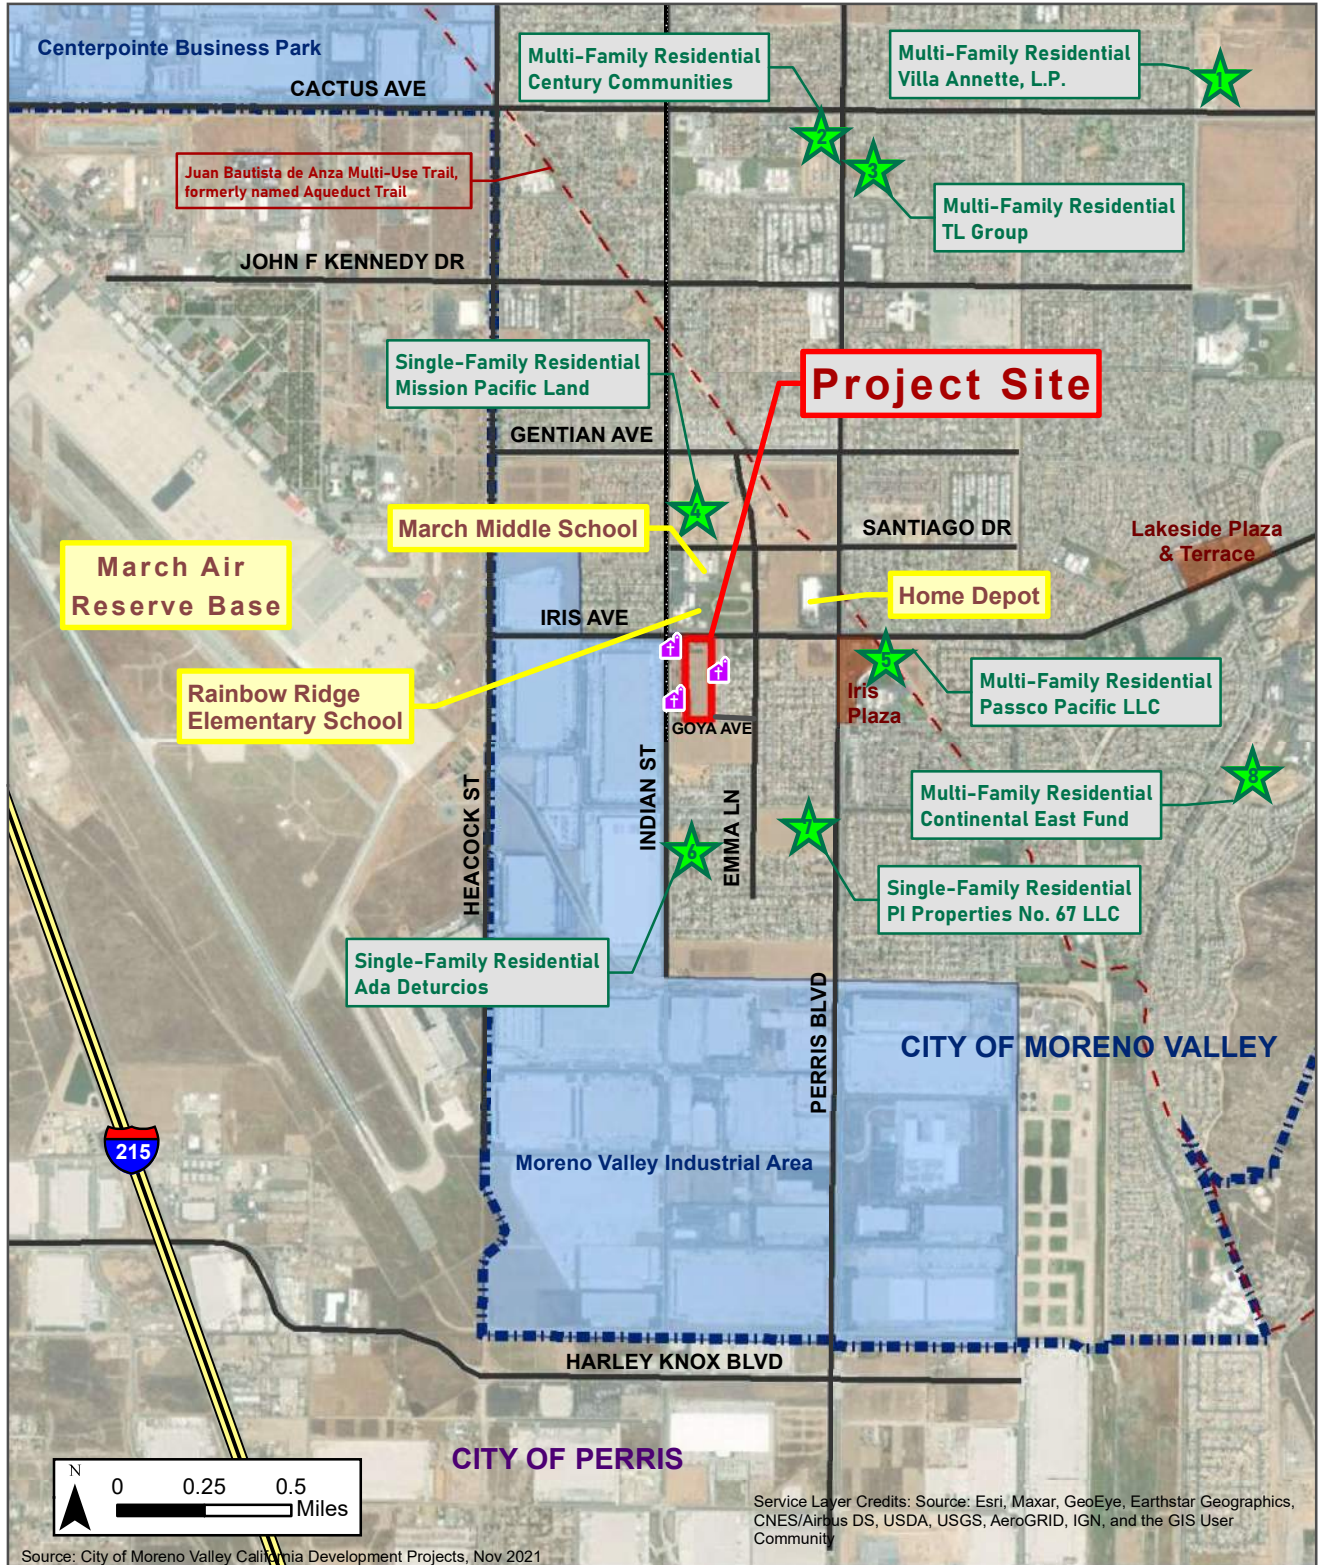 Centerpointe Business Park
CACTUS AVE
Multi-Family Residential
Century Communities
Multi-Family Residential
Villa Annette, L.P.
1
2
3
Juan Bautista de Anza Multi-Use Trail,
formerly named Aqueduct Trail
Multi-Family Residential
TL Group
JOHN F KENNEDY DR
Single-Family Residential
Mission Pacific Land
Project Site
GENTIAN AVE
4
March Middle School
SANTIAGO DR
Lakeside Plaza
& Terrace
March Air
Reserve Base
Home Depot
IRIS AVE
5
Rainbow Ridge
Elementary School
Iris
Plaza
Multi-Family Residential
Passco Pacific LLC
GOYA AVE
HEACOCK ST
INDIAN ST
EMMA LN
8
Multi-Family Residential
Continental East Fund
7
6
Single-Family Residential
PI Properties No. 67 LLC
Single-Family Residential
Ada Deturcios
PERRIS BLVD
CITY OF MORENO VALLEY
215
Moreno Valley Industrial Area
HARLEY KNOX BLVD
CITY OF PERRIS
N
0 0.25 0.5
Miles
Service Layer Credits: Source: Esri, Maxar, GeoEye, Earthstar Geographics,
CNES/Airbus DS, USDA, USGS, AeroGRID, IGN, and the GIS User
Community
Source: City of Moreno Valley California Development Projects, Nov 2021